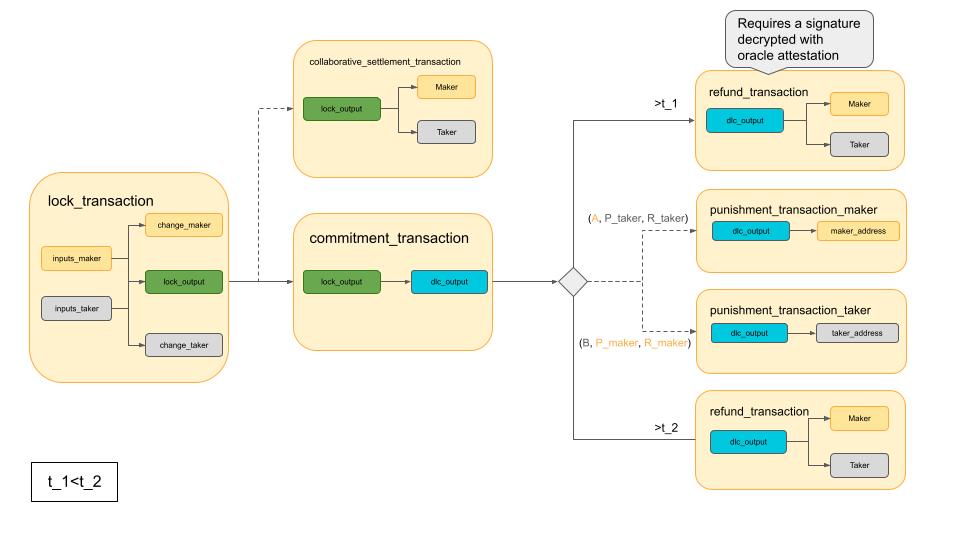 Requires a signature
decrypted with
oracle attestation
collaborative_settlement_transaction
lock_output
Maker
Taker
lock_transaction
inputs_maker
inputs_taker
change_maker
lock_output
change_taker
commitment_transaction
lock_output
dlc_output
>t_1
refund_transaction
dlc_output
Maker
Taker
(A, P_taker, R_taker)
punishment_transaction_maker
dlc_output
maker_address
(B, P_maker, R_maker)
punishment_transaction_taker
dlc_output
taker_address
>t_2
refund_transaction
dlc_output
Maker
Taker
t_1<t_2